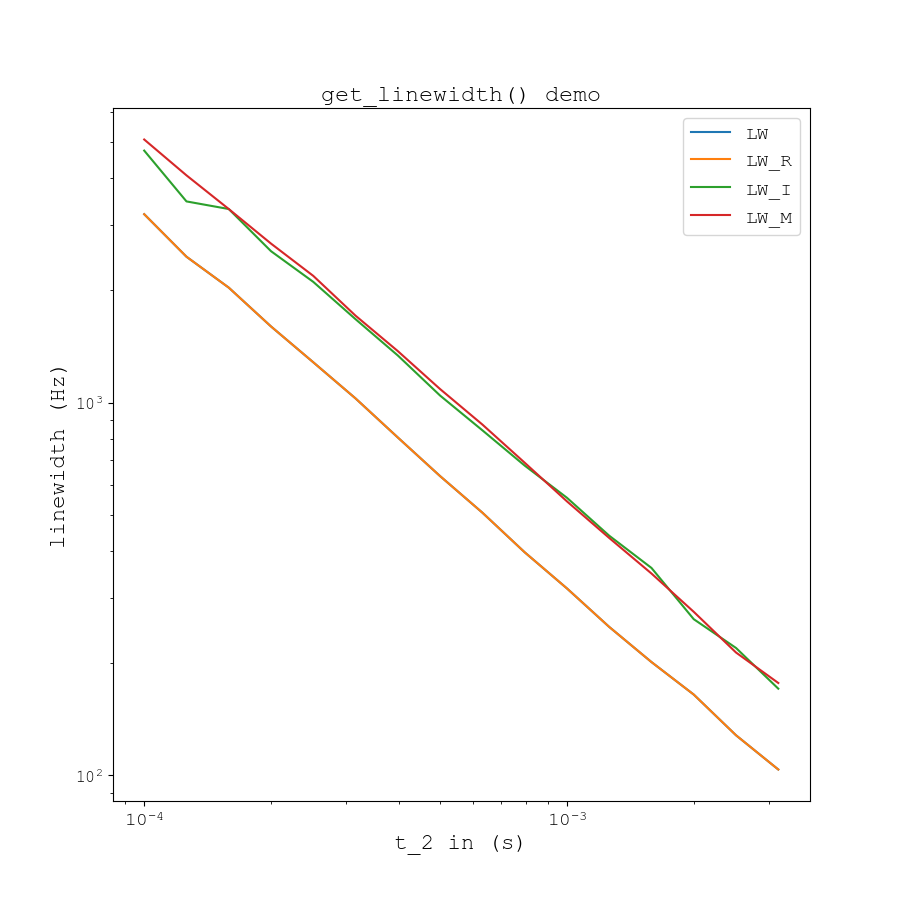 get_linewidth() demo
LW
LW_R
LW_I
LW_M
linewidth (Hz)
10³
10²
10⁻⁴
10⁻³
t_2 in (s)